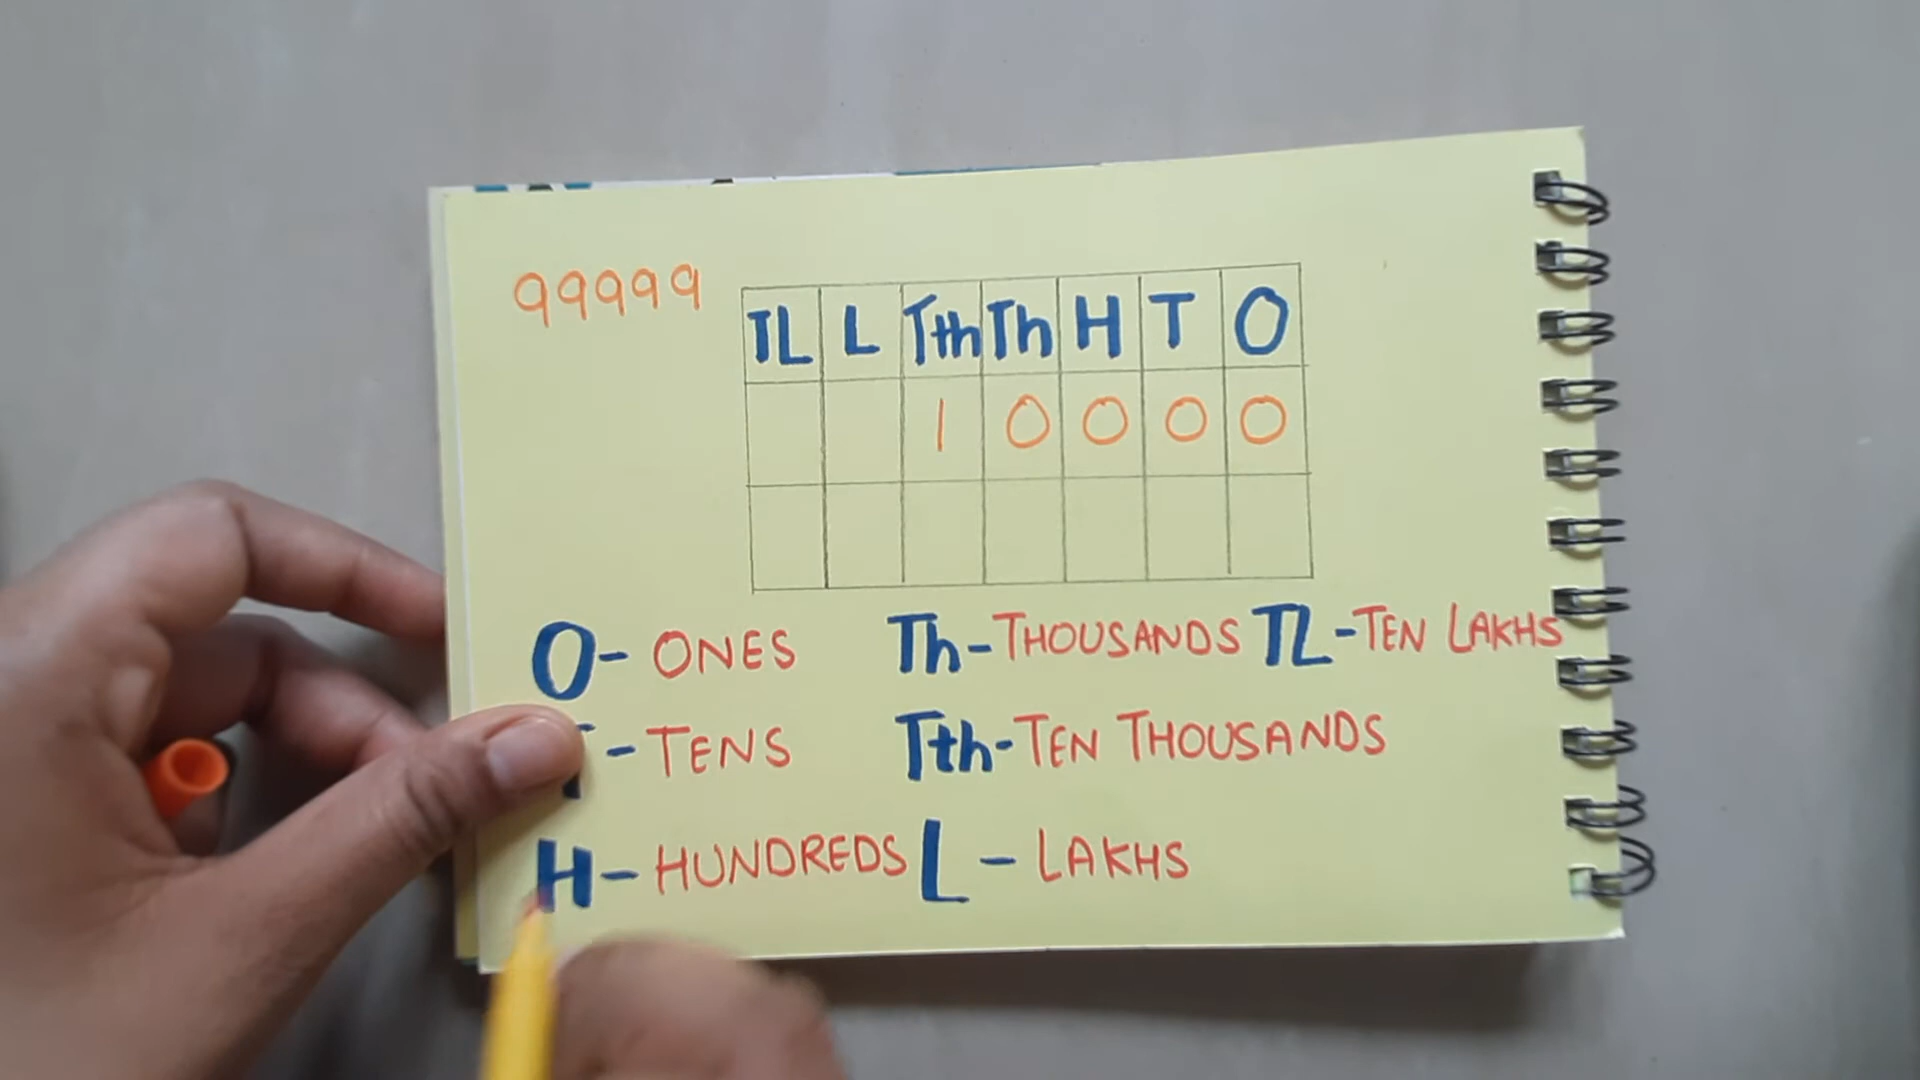 99999
TL L Tth Th H T O
1 0 0 0 0
O- ONES Th-THOUSANDS TL-TEN LAKHS
-TENS Tth-TEN THOUSANDS
H- HUNDREDS L - LAKHS